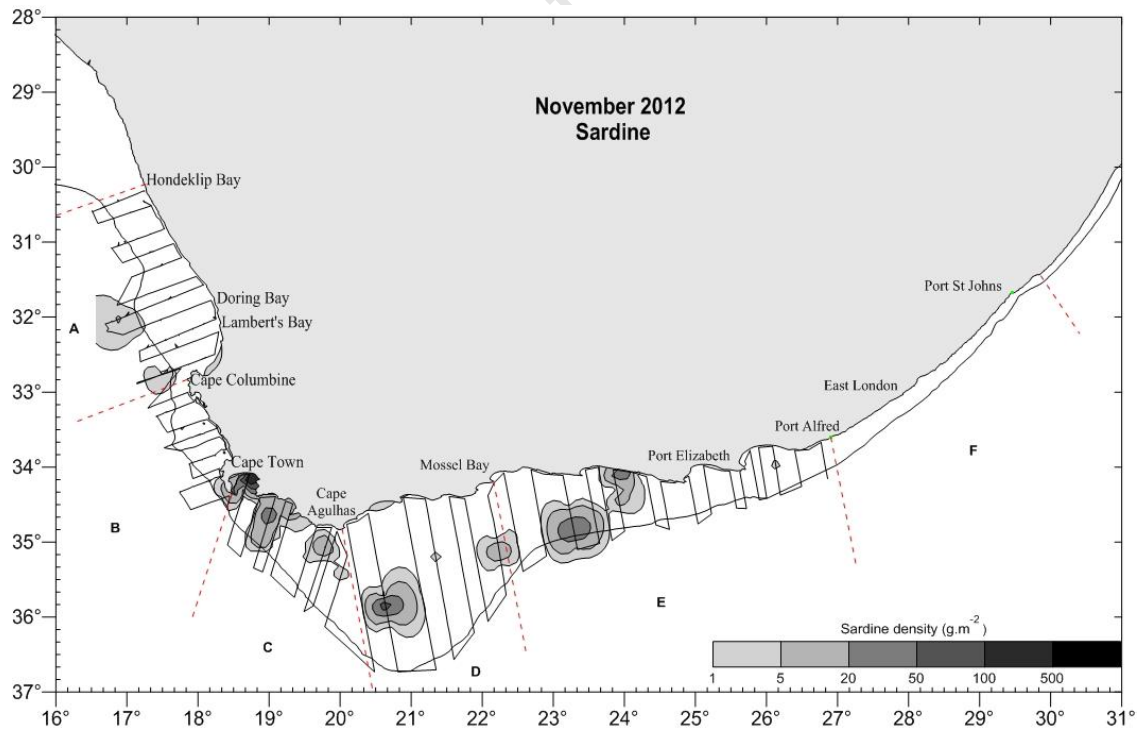 28°
29°
30°
31°
32°
33°
34°
35°
36°
37°
November 2012
Sardine
Hondeklip Bay
Port St Johns
Doring Bay
A
Lambert's Bay
Cape Columbine
East London
Port Alfred
F
Cape Town
Mossel Bay
Port Elizabeth
Cape
Agulhas
B
E
Sardine density (g.m⁻²)
C
D
1 5 20 50 100 500
16° 17° 18° 19° 20° 21° 22° 23° 24° 25° 26° 27° 28° 29° 30° 31°